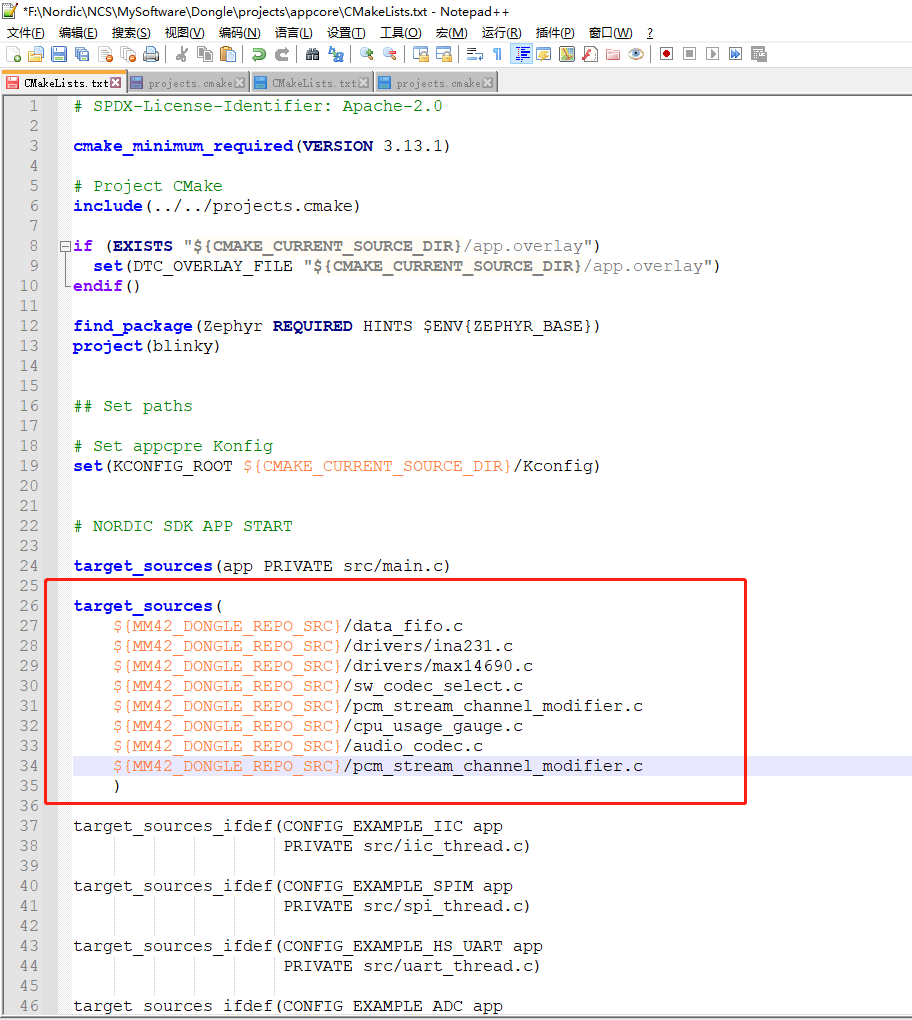 *F:\Nordic\NCS\MySoftware\Dongle\projects\appcore\CMakeLists.txt - Notepad++
文件(F) 编辑(E) 搜索(S) 视图(V) 编码(N) 语言(L) 设置(T) 工具(O) 宏(M) 运行(R) 插件(P) 窗口(W) ?
CMakeLists.txt projects.cmake CMakeLists.txt projects.cmake
1 # SPDX-License-Identifier: Apache-2.0
2
3 cmake_minimum_required(VERSION 3.13.1)
4
5 # Project CMake
6 include(../../projects.cmake)
7
8 if (EXISTS "${CMAKE_CURRENT_SOURCE_DIR}/app.overlay")
9 set(DTC_OVERLAY_FILE "${CMAKE_CURRENT_SOURCE_DIR}/app.overlay")
10 endif()
11
12 find_package(Zephyr REQUIRED HINTS $ENV{ZEPHYR_BASE})
13 project(blinky)
14
15
16 ## Set paths
17
18 # Set appcpre Konfig
19 set(KCONFIG_ROOT ${CMAKE_CURRENT_SOURCE_DIR}/Kconfig)
20
21
22 # NORDIC SDK APP START
23
24 target_sources(app PRIVATE src/main.c)
25
26 target_sources(
27 ${MM42_DONGLE_REPO_SRC}/data_fifo.c
28 ${MM42_DONGLE_REPO_SRC}/drivers/ina231.c
29 ${MM42_DONGLE_REPO_SRC}/drivers/max14690.c
30 ${MM42_DONGLE_REPO_SRC}/sw_codec_select.c
31 ${MM42_DONGLE_REPO_SRC}/pcm_stream_channel_modifier.c
32 ${MM42_DONGLE_REPO_SRC}/cpu_usage_gauge.c
33 ${MM42_DONGLE_REPO_SRC}/audio_codec.c
34 ${MM42_DONGLE_REPO_SRC}/pcm_stream_channel_modifier.c
35 )
36
37 target_sources_ifdef(CONFIG_EXAMPLE_IIC app
38 PRIVATE src/iic_thread.c)
39
40 target_sources_ifdef(CONFIG_EXAMPLE_SPIM app
41 PRIVATE src/spi_thread.c)
42
43 target_sources_ifdef(CONFIG_EXAMPLE_HS_UART app
44 PRIVATE src/uart_thread.c)
45
46 target_sources_ifdef(CONFIG_EXAMPLE_ADC app